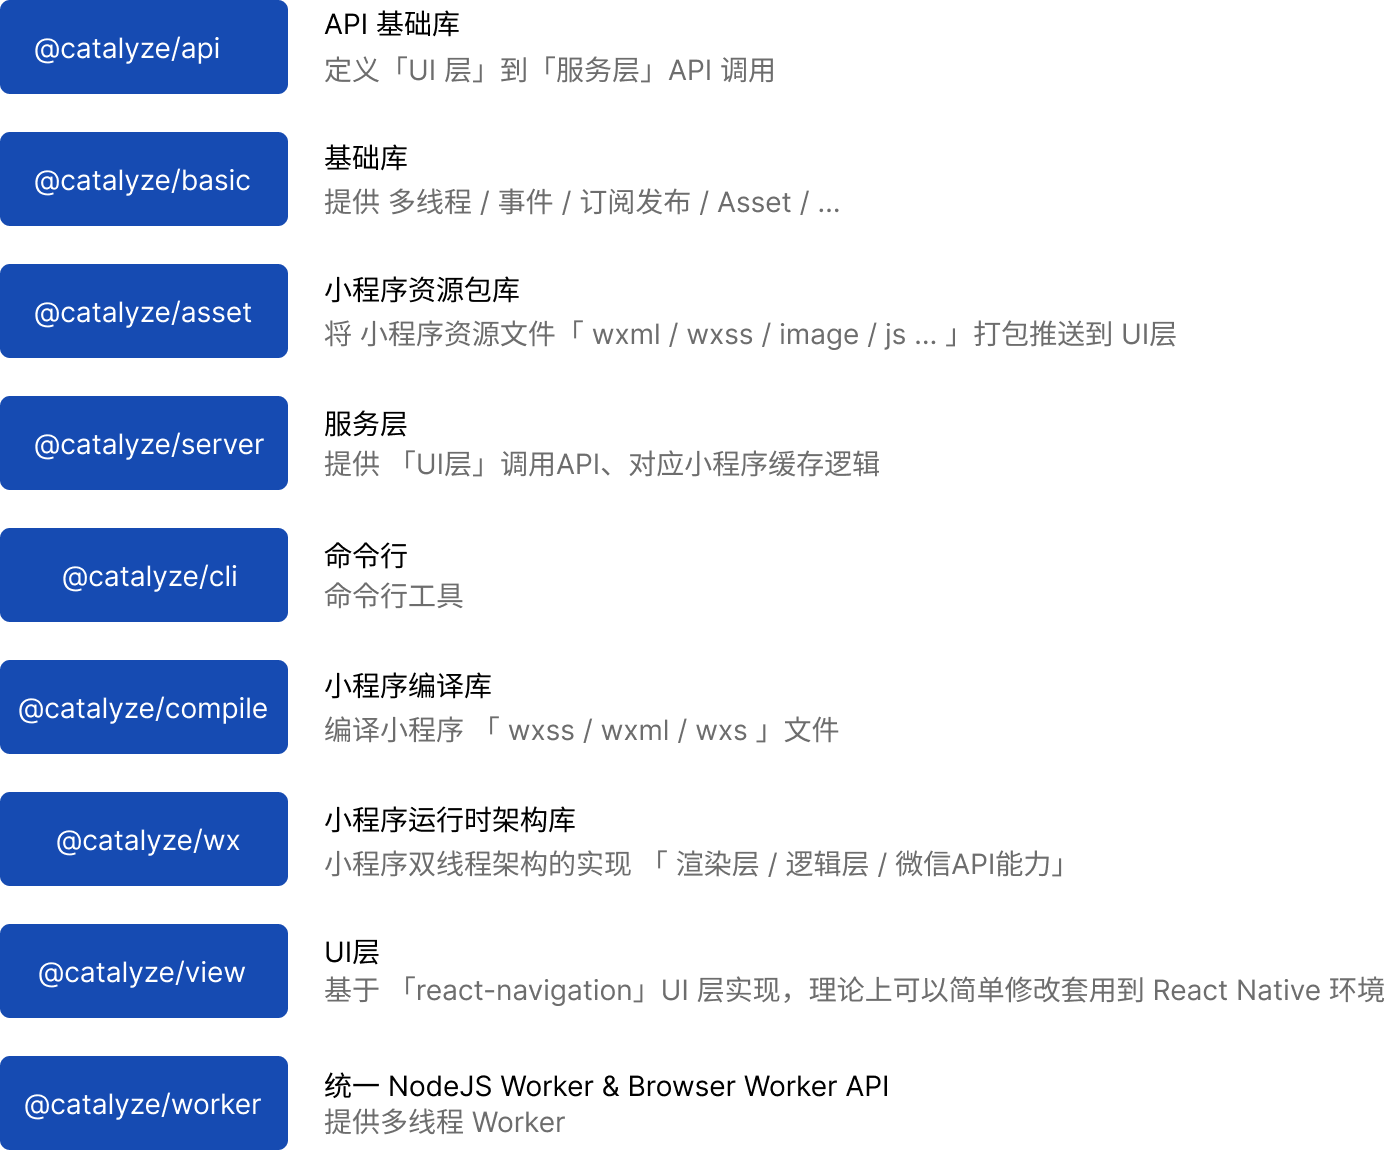 @catalyze/api
API 基础库
定义「UI 层」到「服务层」API 调用
@catalyze/basic
基础库
提供 多线程 / 事件 / 订阅发布 / Asset / ...
@catalyze/asset
小程序资源包库
将 小程序资源文件「 wxml / wxss / image / js ... 」打包推送到 UI层
@catalyze/server
服务层
提供 「UI层」调用API、对应小程序缓存逻辑
@catalyze/cli
命令行
命令行工具
@catalyze/compile
小程序编译库
编译小程序 「 wxss / wxml / wxs 」文件
@catalyze/wx
小程序运行时架构库
小程序双线程架构的实现 「 渲染层 / 逻辑层 / 微信API能力」
@catalyze/view
UI层
基于 「react-navigation」UI 层实现，理论上可以简单修改套用到 React Native 环境
@catalyze/worker
统一 NodeJS Worker & Browser Worker API
提供多线程 Worker